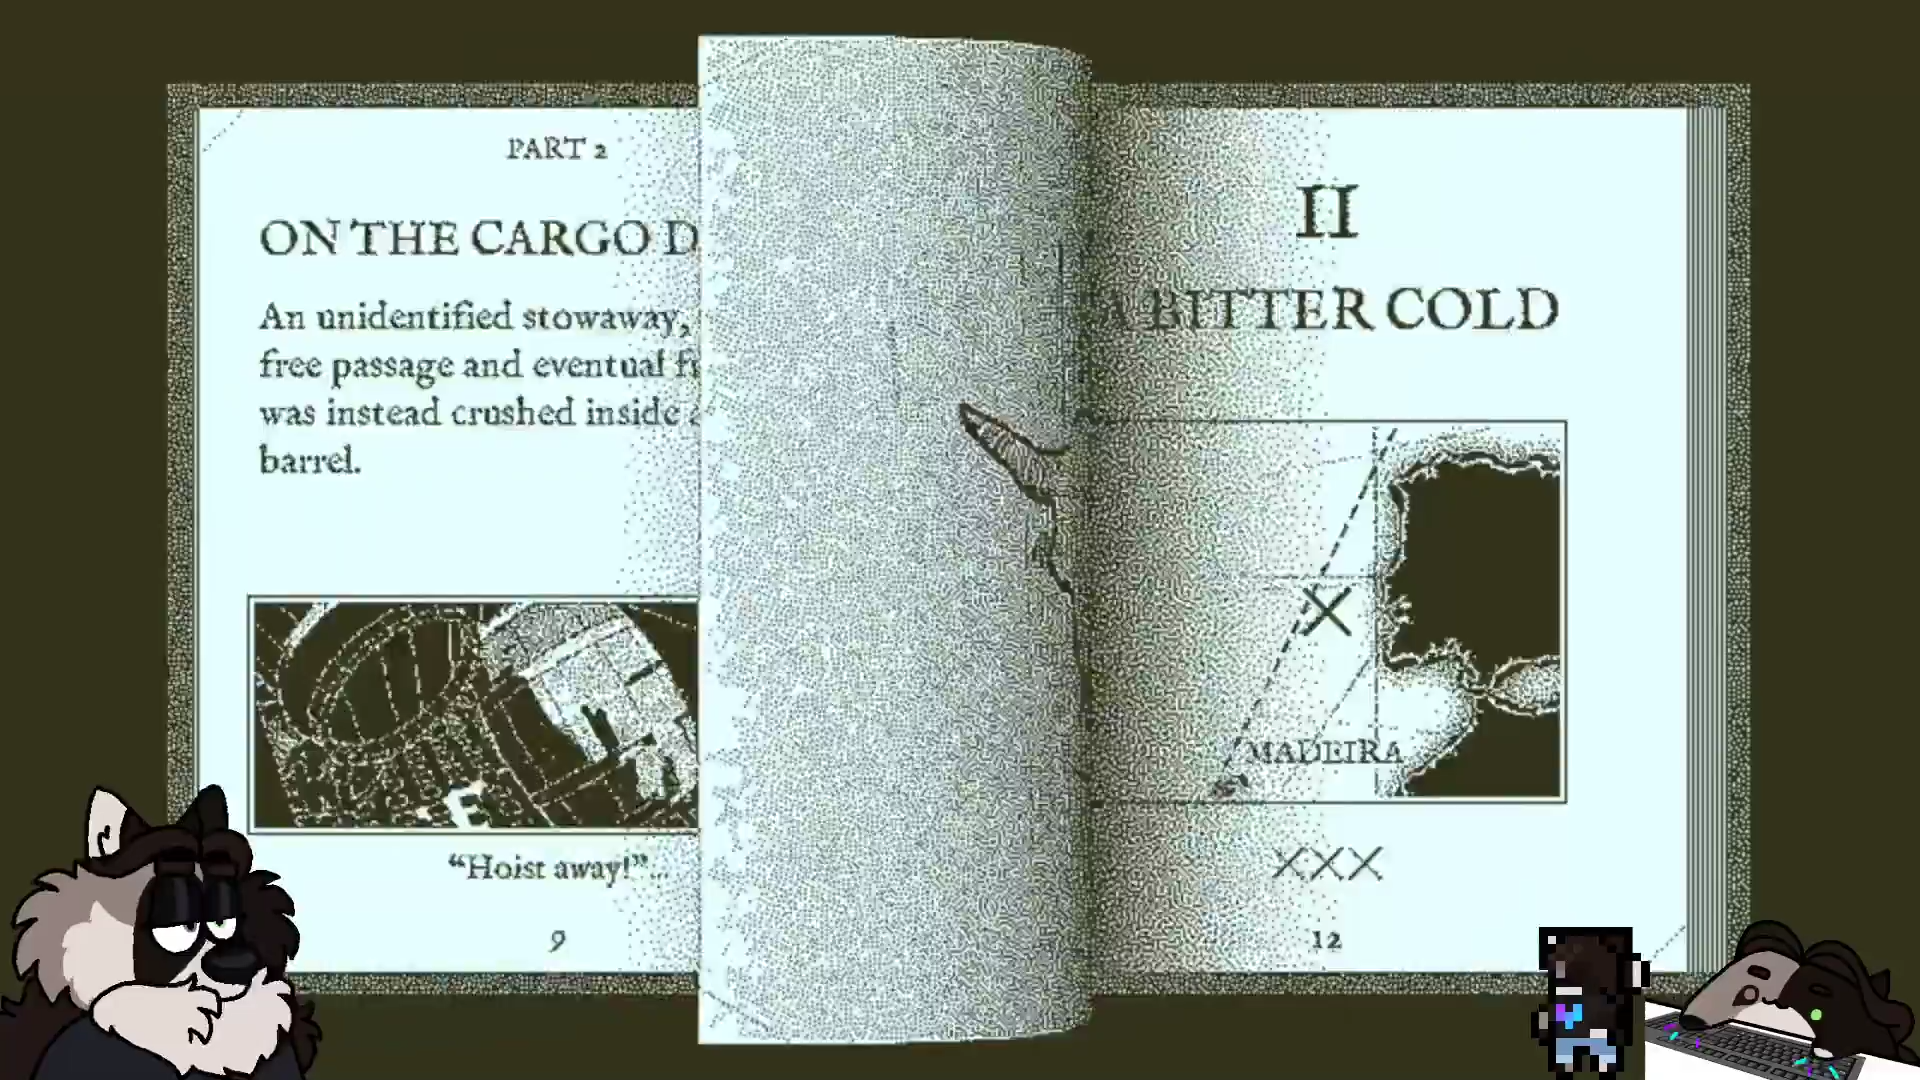 PART 2
ON THE CARGO D
An unidentified stowaway,
free passage and eventual
was instead crushed inside
barrel.
E
“Hoist away!”...
9
II
A BITTER COLD
MADEIRA
XXX
12